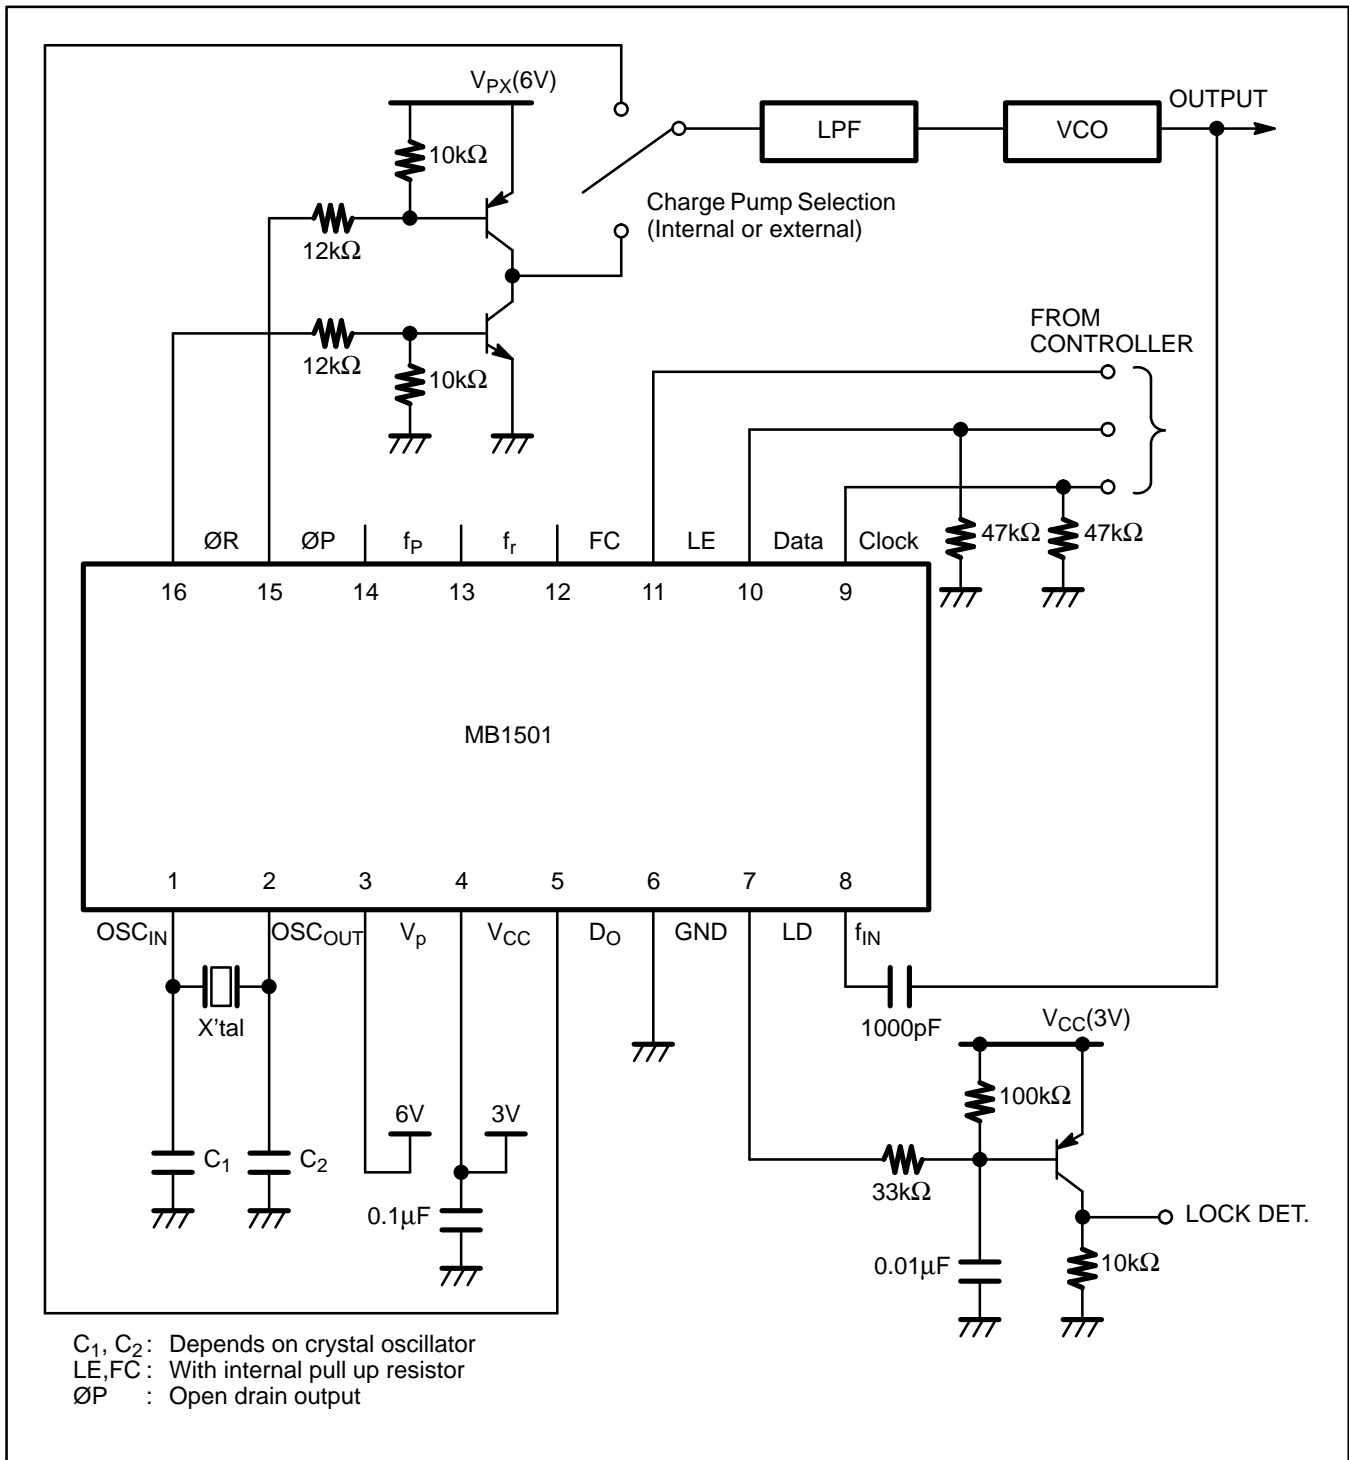 V_PX(6V)
OUTPUT
LPF
VCO
10kΩ
Charge Pump Selection
(Internal or external)
12kΩ
FROM
CONTROLLER
12kΩ
10kΩ
47kΩ
47kΩ
ØR ØP f_P f_r FC LE Data Clock
16 15 14 13 12 11 10 9
MB1501
1 2 3 4 5 6 7 8
OSC_IN OSC_OUT V_p V_CC D_O GND LD f_IN
X'tal
1000pF
V_CC(3V)
100kΩ
6V
3V
C_1
C_2
33kΩ
0.1µF
LOCK DET.
0.01µF
10kΩ
C_1, C_2 : Depends on crystal oscillator
LE,FC : With internal pull up resistor
ØP : Open drain output